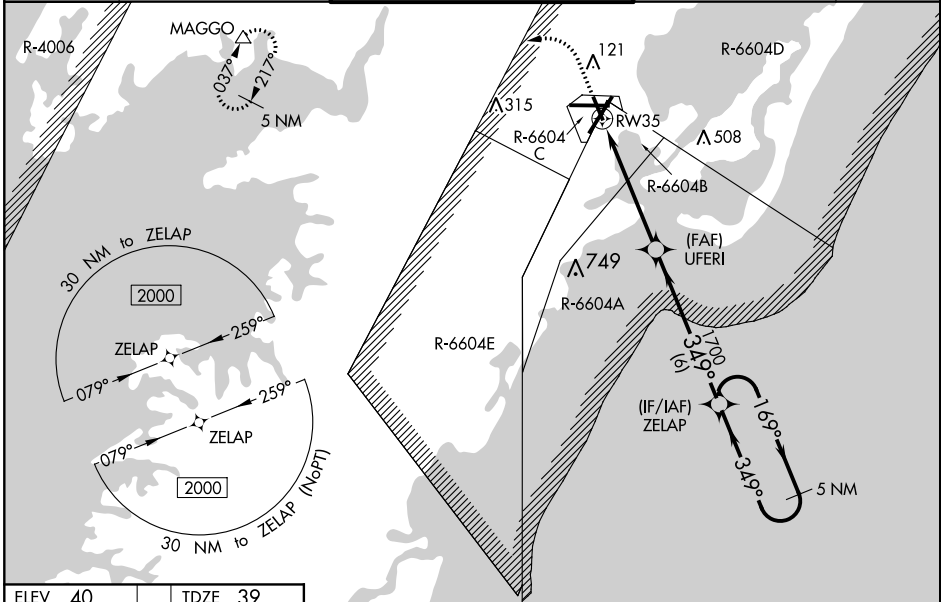 R-4006
MAGGO
037°
217°
5 NM
121
R-6604D
315
R-6604
C
RW35
508
R-6604B
(FAF)
UFERI
749
R-6604A
R-6604E
1700
349°
(6)
(IF/IAF)
ZELAP
169°
349°
5 NM
30 NM to ZELAP
2000
259°
ZELAP
079°
259°
ZELAP
079°
2000
30 NM to ZELAP (NoPT)
ELEV 40
TDZE 39